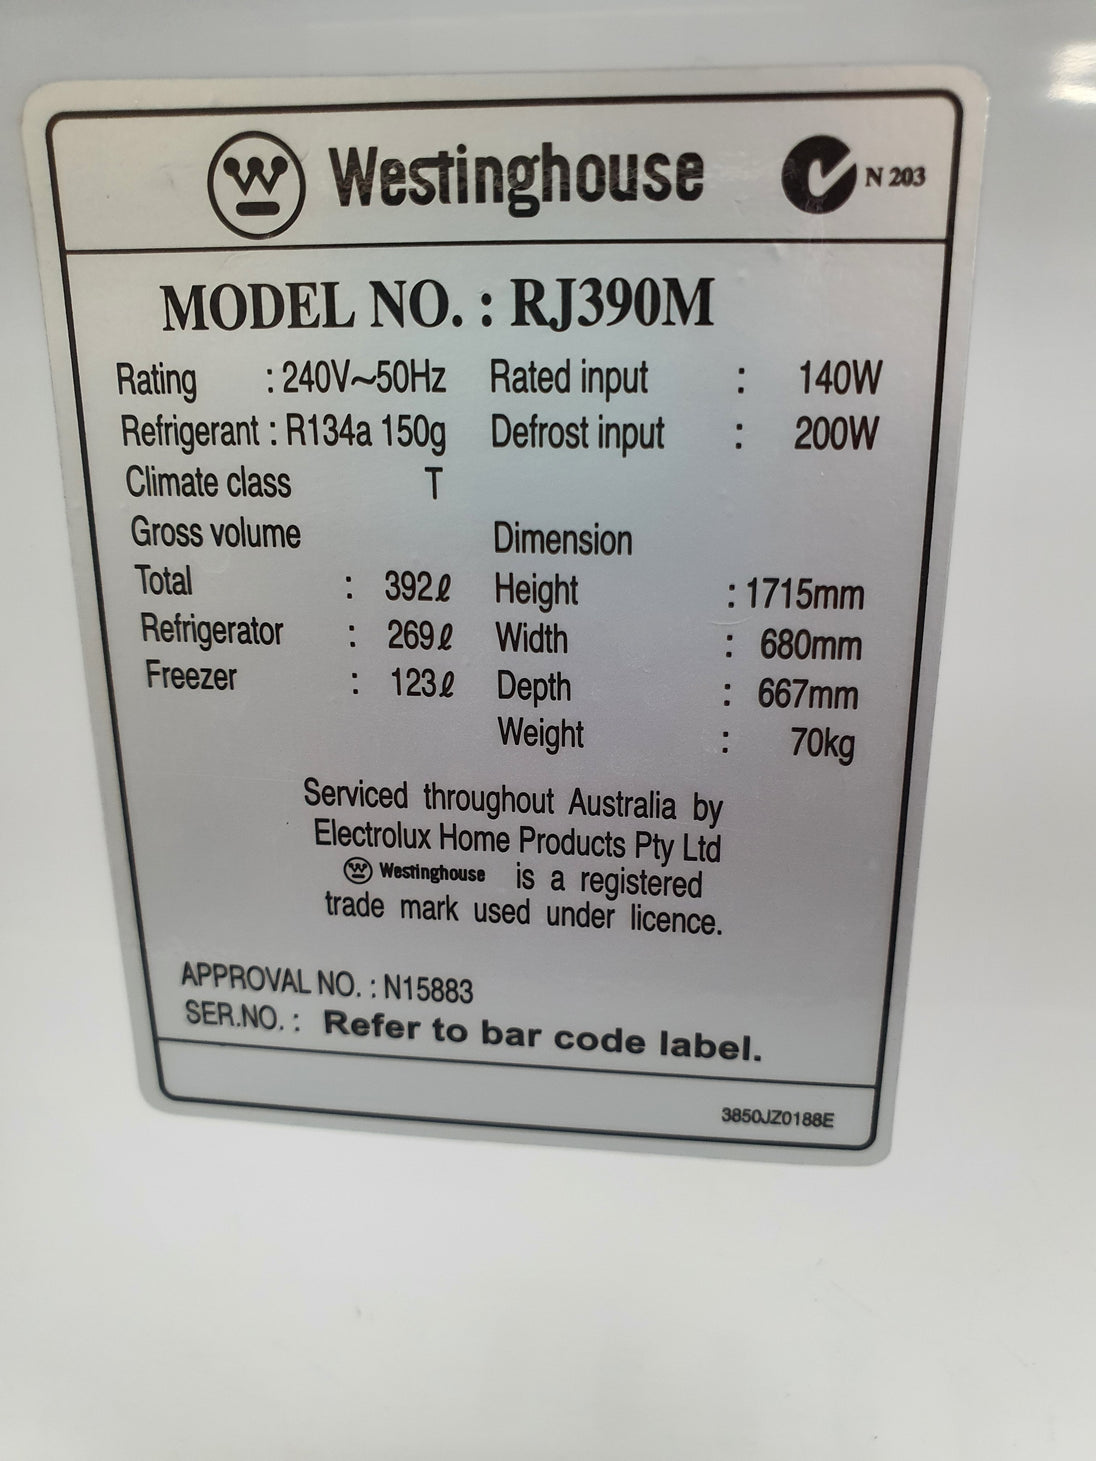 Westinghouse N 203
MODEL NO. : RJ390M
Rating : 240V~50Hz Rated input : 140W
Refrigerant : R134a 150g Defrost input : 200W
Climate class T
Gross volume Dimension
Total : 392ℓ Height : 1715mm
Refrigerator : 269ℓ Width : 680mm
Freezer : 123ℓ Depth : 667mm
Weight : 70kg
Serviced throughout Australia by
Electrolux Home Products Pty Ltd
Westinghouse is a registered
trade mark used under licence.
APPROVAL NO. : N15883
SER.NO. : Refer to bar code label.
3850JZ0188E